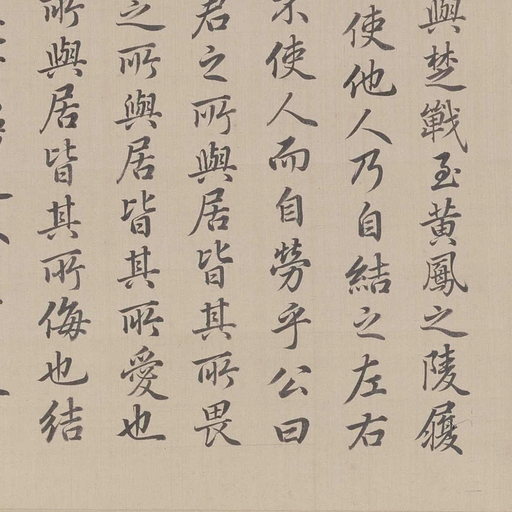 與楚戰至黃鳳之陵履
使他人乃自結之左右
不使人而自勞乎公曰
君之所與居皆其所畏
之所與居皆其所愛也
所與居皆其所侮也結